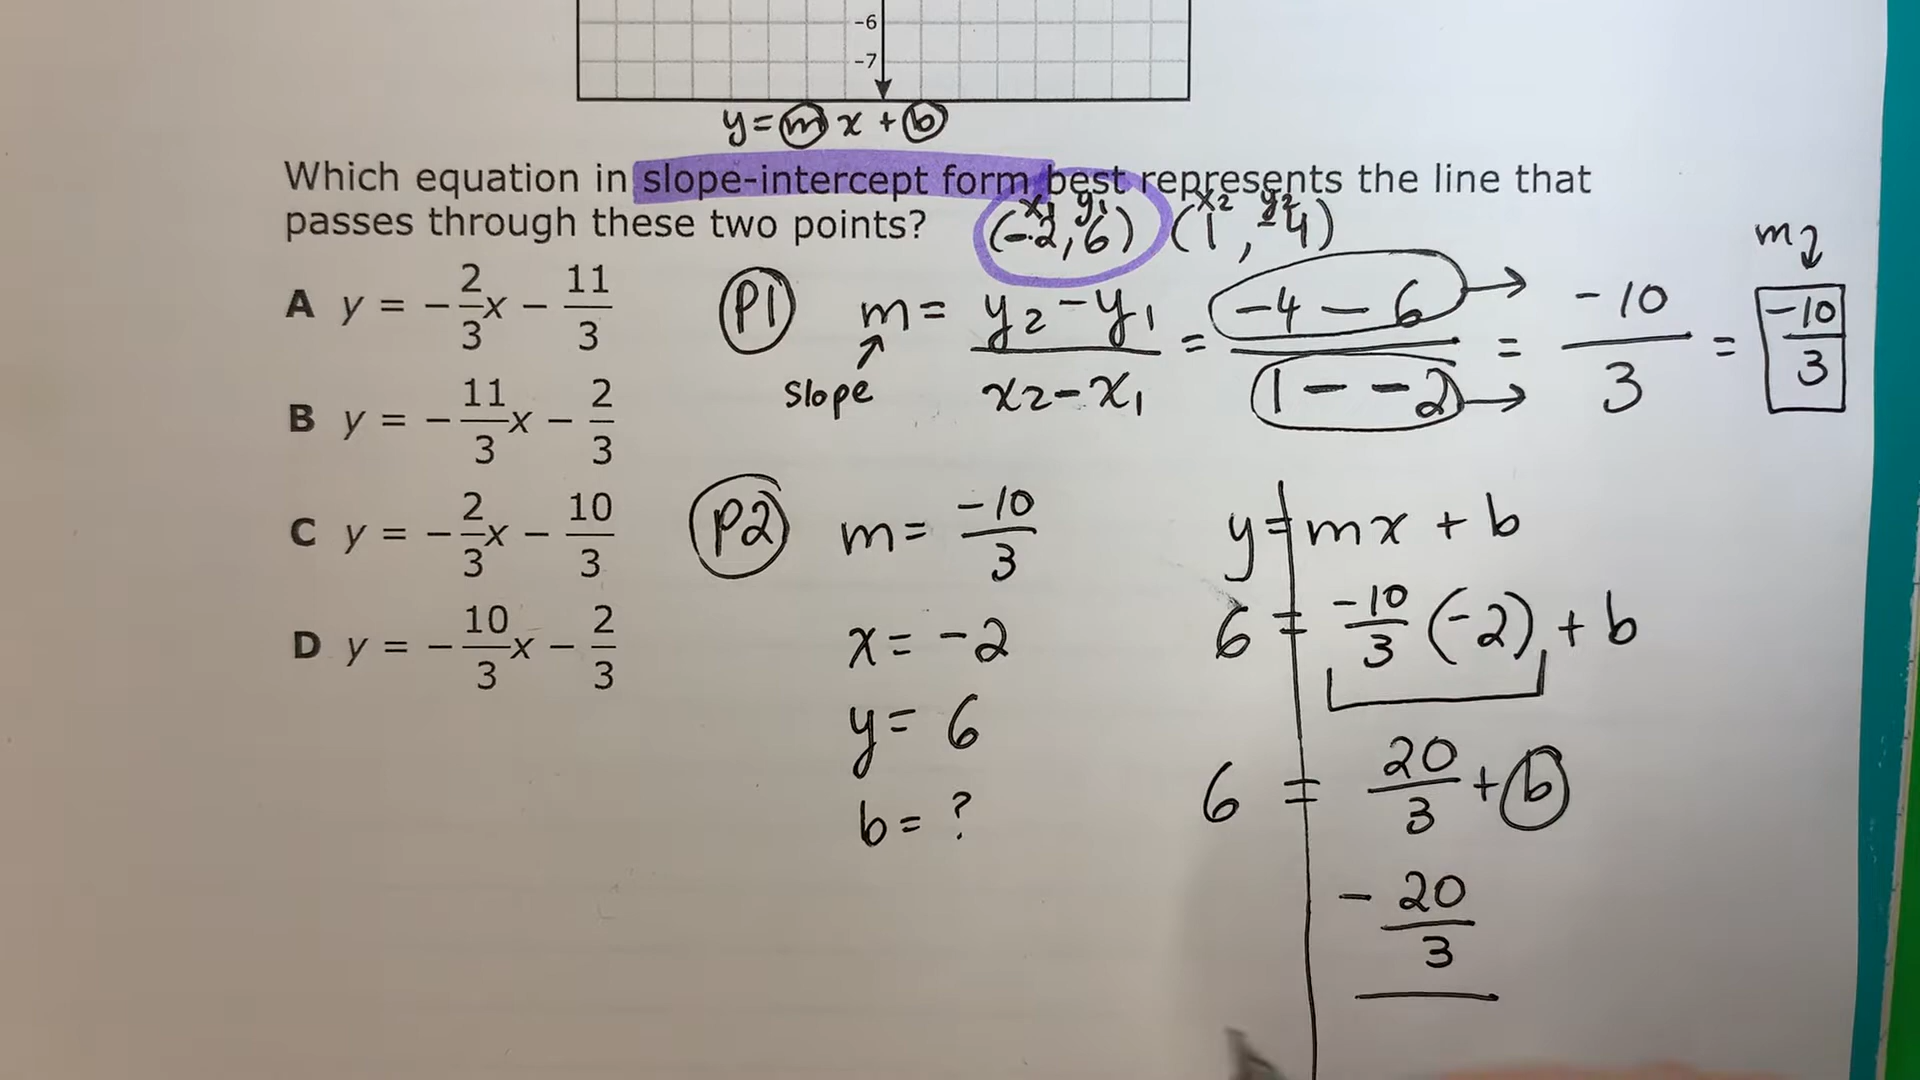 -6
-7
y = m x + b
Which equation in slope-intercept form best represents the line that
passes through these two points?
x1 y1 x2 y2
(-2, 6) (1, -4)
A y = -2/3x - 11/3
B y = -11/3x - 2/3
C y = -2/3x - 10/3
D y = -10/3x - 2/3
P1 m = y2 - y1 / x2 - x1 = -4 - 6 / 1 - -2 = -10/3 = -10/3
slope
m
P2 m = -10/3
x = -2
y = 6
b = ?
y = mx + b
6 = -10/3 (-2) + b
6 = 20/3 + b
- 20/3